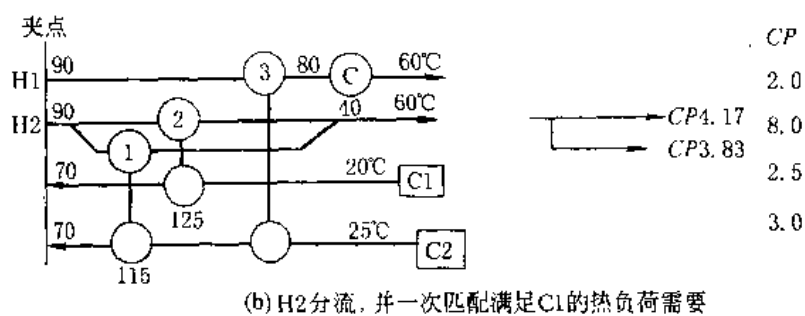 夹点
CP
H1 90 3 80 C 60℃ 2.0
H2 90 2 40 60℃ CP4.17 8.0
1 CP3.83
70 20℃ C1 2.5
125
70 25℃ C2 3.0
115
(b) H2分流，并一次匹配满足C1的热负荷需要